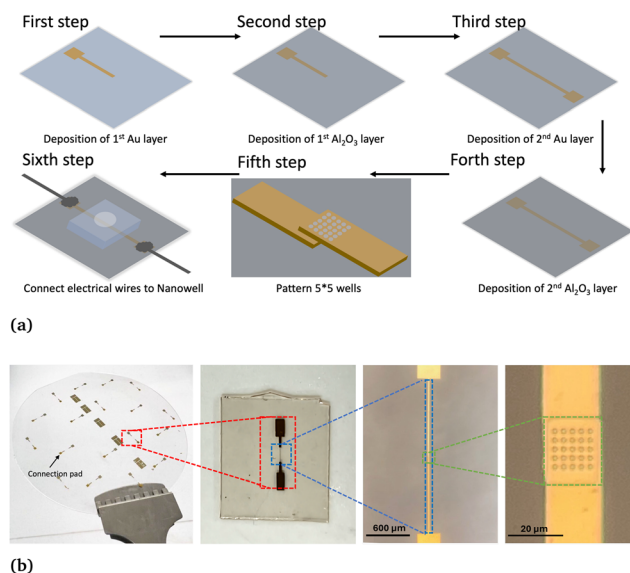 First step
Second step
Third step
Deposition of 1st Au layer
Deposition of 1st Al2O3 layer
Deposition of 2nd Au layer
Sixth step
Fifth step
Forth step
Connect electrical wires to Nanowell
Pattern 5*5 wells
Deposition of 2nd Al2O3 layer
(a)
Connection pad
600 µm
20 µm
(b)